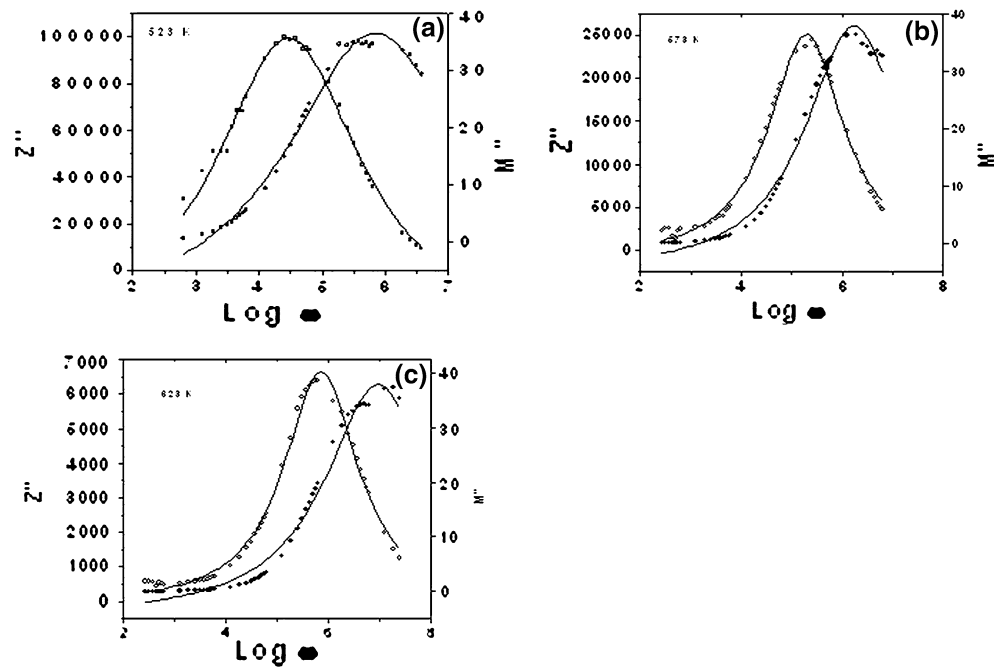 (a)
523 K
Z''
100000
80000
60000
40000
20000
0
40
30
20
10
0
M''
2 3 4 5 6 7
Log ω
(b)
573 K
Z''
25000
20000
15000
10000
5000
0
40
30
20
10
0
M''
2 4 6 8
Log ω
(c)
623 K
Z''
7000
6000
5000
4000
3000
2000
1000
0
40
30
20
10
0
M''
2 4 6 8
Log ω